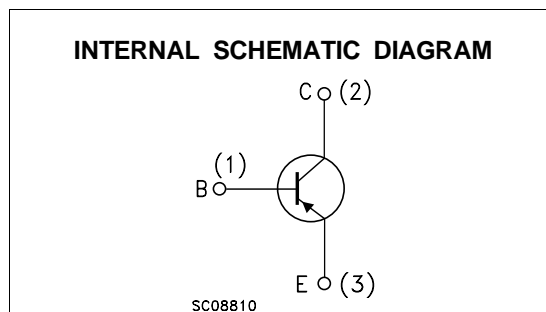 INTERNAL SCHEMATIC DIAGRAM
C (2)
(1)
B
E (3)
SC08810